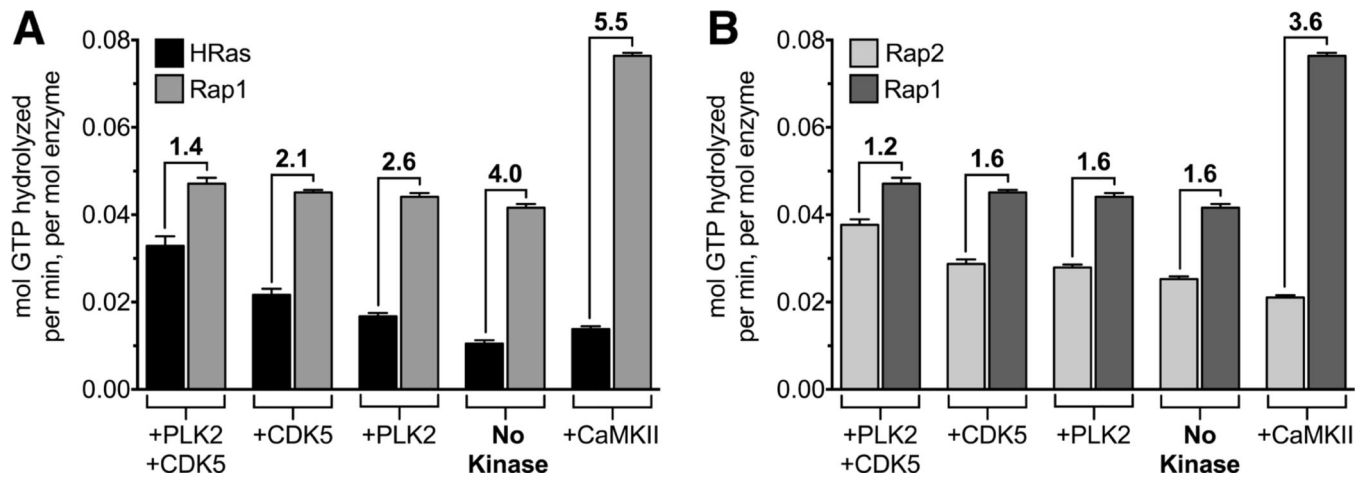 A
mol GTP hydrolyzed
per min, per mol enzyme
0.08
0.06
0.04
0.02
0.00
HRas
Rap1
1.4
2.1
2.6
4.0
5.5
+PLK2
+CDK5
+CDK5
+PLK2
No
Kinase
+CaMKII
B
mol GTP hydrolyzed
per min, per mol enzyme
0.08
0.06
0.04
0.02
0.00
Rap2
Rap1
1.2
1.6
1.6
1.6
3.6
+PLK2
+CDK5
+CDK5
+PLK2
No
Kinase
+CaMKII